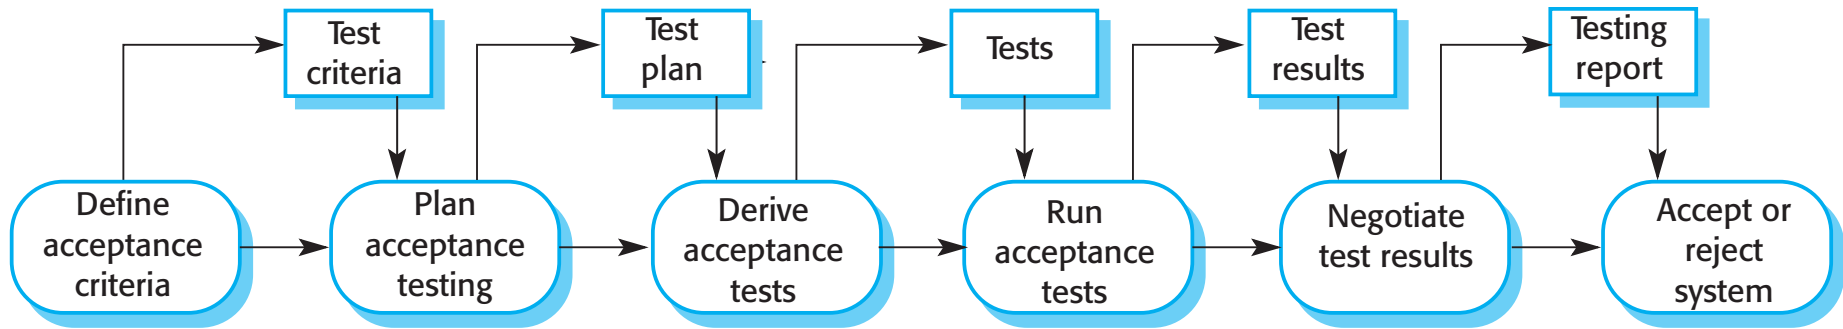 Test
criteria
Test
plan
Tests
Test
results
Testing
report
Define
acceptance
criteria
Plan
acceptance
testing
Derive
acceptance
tests
Run
acceptance
tests
Negotiate
test results
Accept or
reject
system